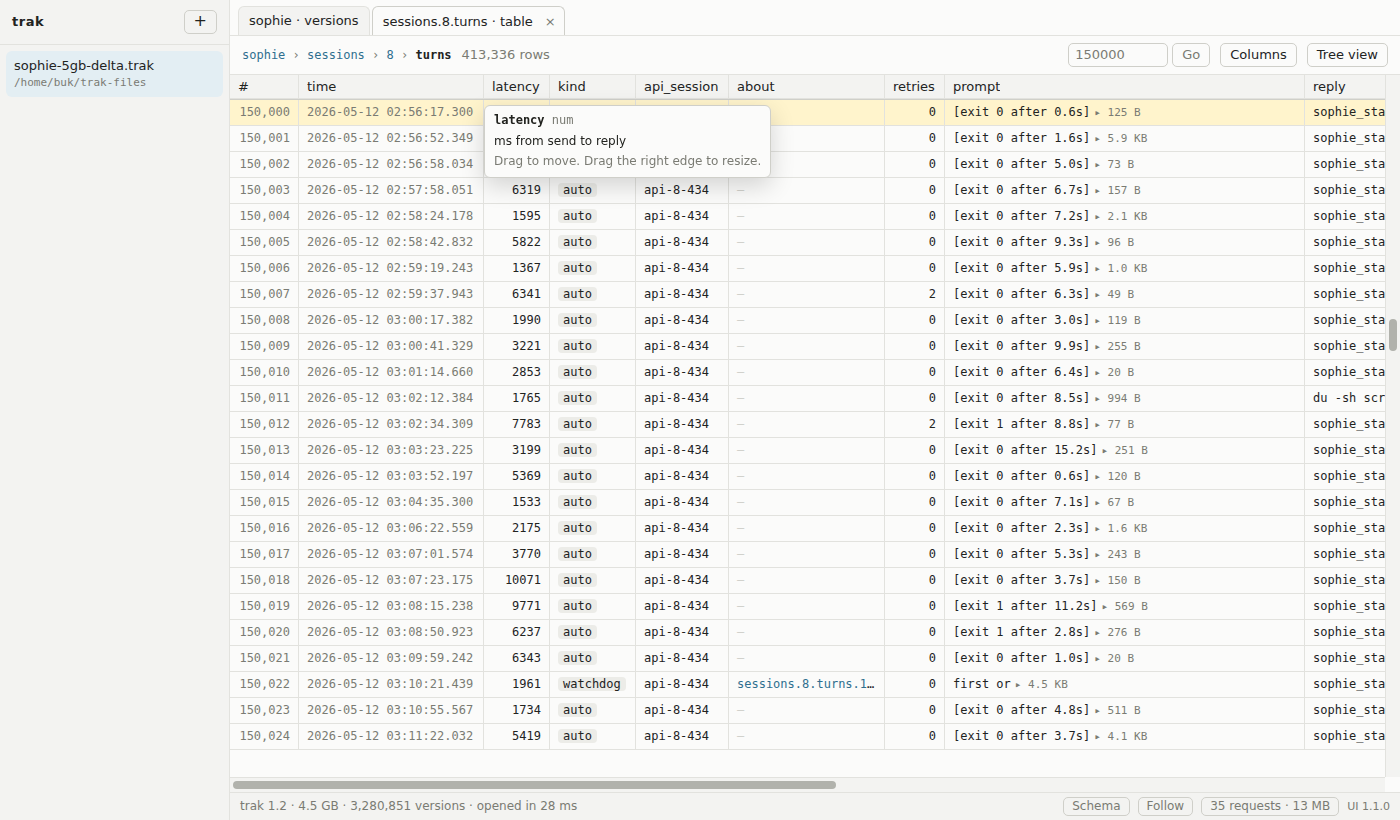 trak
+
sophie-5gb-delta.trak
/home/buk/trak-files
sophie · versions
sessions.8.turns · table ×
sophie › sessions › 8 › turns 413,336 rows
150000 Go Columns Tree view
# time latency kind api_session about retries prompt reply
150,000 2026-05-12 02:56:17.300 0 [exit 0 after 0.6s] ▸ 125 B sophie_sta
150,001 2026-05-12 02:56:52.349 0 [exit 0 after 1.6s] ▸ 5.9 KB sophie_sta
150,002 2026-05-12 02:56:58.034 0 [exit 0 after 5.0s] ▸ 73 B sophie_sta
latency num
ms from send to reply
Drag to move. Drag the right edge to resize.
150,003 2026-05-12 02:57:58.051 6319 auto api-8-434 — 0 [exit 0 after 6.7s] ▸ 157 B sophie_sta
150,004 2026-05-12 02:58:24.178 1595 auto api-8-434 — 0 [exit 0 after 7.2s] ▸ 2.1 KB sophie_sta
150,005 2026-05-12 02:58:42.832 5822 auto api-8-434 — 0 [exit 0 after 9.3s] ▸ 96 B sophie_sta
150,006 2026-05-12 02:59:19.243 1367 auto api-8-434 — 0 [exit 0 after 5.9s] ▸ 1.0 KB sophie_sta
150,007 2026-05-12 02:59:37.943 6341 auto api-8-434 — 2 [exit 0 after 6.3s] ▸ 49 B sophie_sta
150,008 2026-05-12 03:00:17.382 1990 auto api-8-434 — 0 [exit 0 after 3.0s] ▸ 119 B sophie_sta
150,009 2026-05-12 03:00:41.329 3221 auto api-8-434 — 0 [exit 0 after 9.9s] ▸ 255 B sophie_sta
150,010 2026-05-12 03:01:14.660 2853 auto api-8-434 — 0 [exit 0 after 6.4s] ▸ 20 B sophie_sta
150,011 2026-05-12 03:02:12.384 1765 auto api-8-434 — 0 [exit 0 after 8.5s] ▸ 994 B du -sh scr
150,012 2026-05-12 03:02:34.309 7783 auto api-8-434 — 2 [exit 1 after 8.8s] ▸ 77 B sophie_sta
150,013 2026-05-12 03:03:23.225 3199 auto api-8-434 — 0 [exit 0 after 15.2s] ▸ 251 B sophie_sta
150,014 2026-05-12 03:03:52.197 5369 auto api-8-434 — 0 [exit 0 after 0.6s] ▸ 120 B sophie_sta
150,015 2026-05-12 03:04:35.300 1533 auto api-8-434 — 0 [exit 0 after 7.1s] ▸ 67 B sophie_sta
150,016 2026-05-12 03:06:22.559 2175 auto api-8-434 — 0 [exit 0 after 2.3s] ▸ 1.6 KB sophie_sta
150,017 2026-05-12 03:07:01.574 3770 auto api-8-434 — 0 [exit 0 after 5.3s] ▸ 243 B sophie_sta
150,018 2026-05-12 03:07:23.175 10071 auto api-8-434 — 0 [exit 0 after 3.7s] ▸ 150 B sophie_sta
150,019 2026-05-12 03:08:15.238 9771 auto api-8-434 — 0 [exit 1 after 11.2s] ▸ 569 B sophie_sta
150,020 2026-05-12 03:08:50.923 6237 auto api-8-434 — 0 [exit 1 after 2.8s] ▸ 276 B sophie_sta
150,021 2026-05-12 03:09:59.242 6343 auto api-8-434 — 0 [exit 0 after 1.0s] ▸ 20 B sophie_sta
150,022 2026-05-12 03:10:21.439 1961 watchdog api-8-434 sessions.8.turns.1… 0 first or ▸ 4.5 KB sophie_sta
150,023 2026-05-12 03:10:55.567 1734 auto api-8-434 — 0 [exit 0 after 4.8s] ▸ 511 B sophie_sta
150,024 2026-05-12 03:11:22.032 5419 auto api-8-434 — 0 [exit 0 after 3.7s] ▸ 4.1 KB sophie_sta
trak 1.2 · 4.5 GB · 3,280,851 versions · opened in 28 ms
Schema Follow 35 requests · 13 MB UI 1.1.0